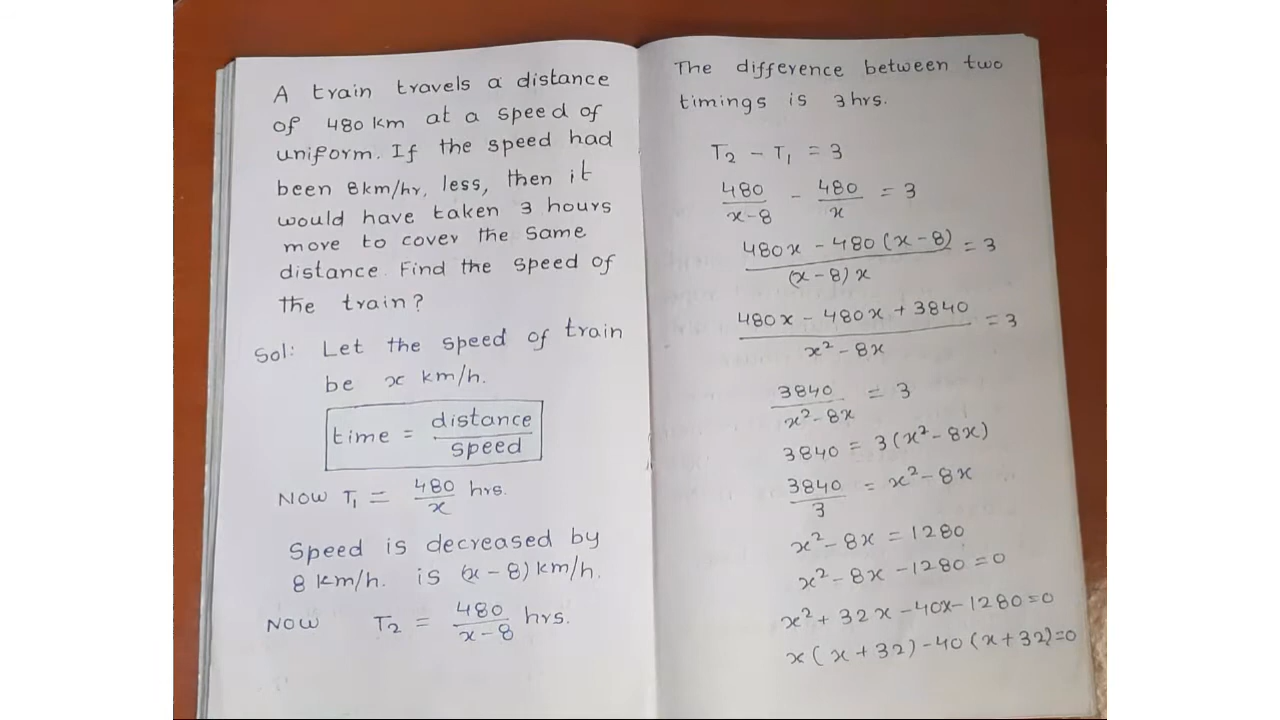 A train travels a distance
of 480 km at a speed of
uniform. If the speed had
been 8km/hr, less, then it
would have taken 3 hours
more to cover the same
distance. Find the speed of
the train?
Sol: Let the speed of train
be x km/h.
time = distance/speed
Now T₁ = 480/x hrs.
Speed is decreased by
8 km/h. is (x-8) km/h.
Now T₂ = 480/x-8 hrs.
The difference between two
timings is 3hrs.
T₂ - T₁ = 3
480/x-8 - 480/x = 3
480x - 480(x-8)/(x-8)x = 3
480x - 480x + 3840/x² - 8x = 3
3840/x² - 8x = 3
3840 = 3(x² - 8x)
3840/3 = x² - 8x
x² - 8x = 1280
x² - 8x - 1280 = 0
x² + 32x - 40x - 1280 = 0
x(x+32) - 40(x+32) = 0